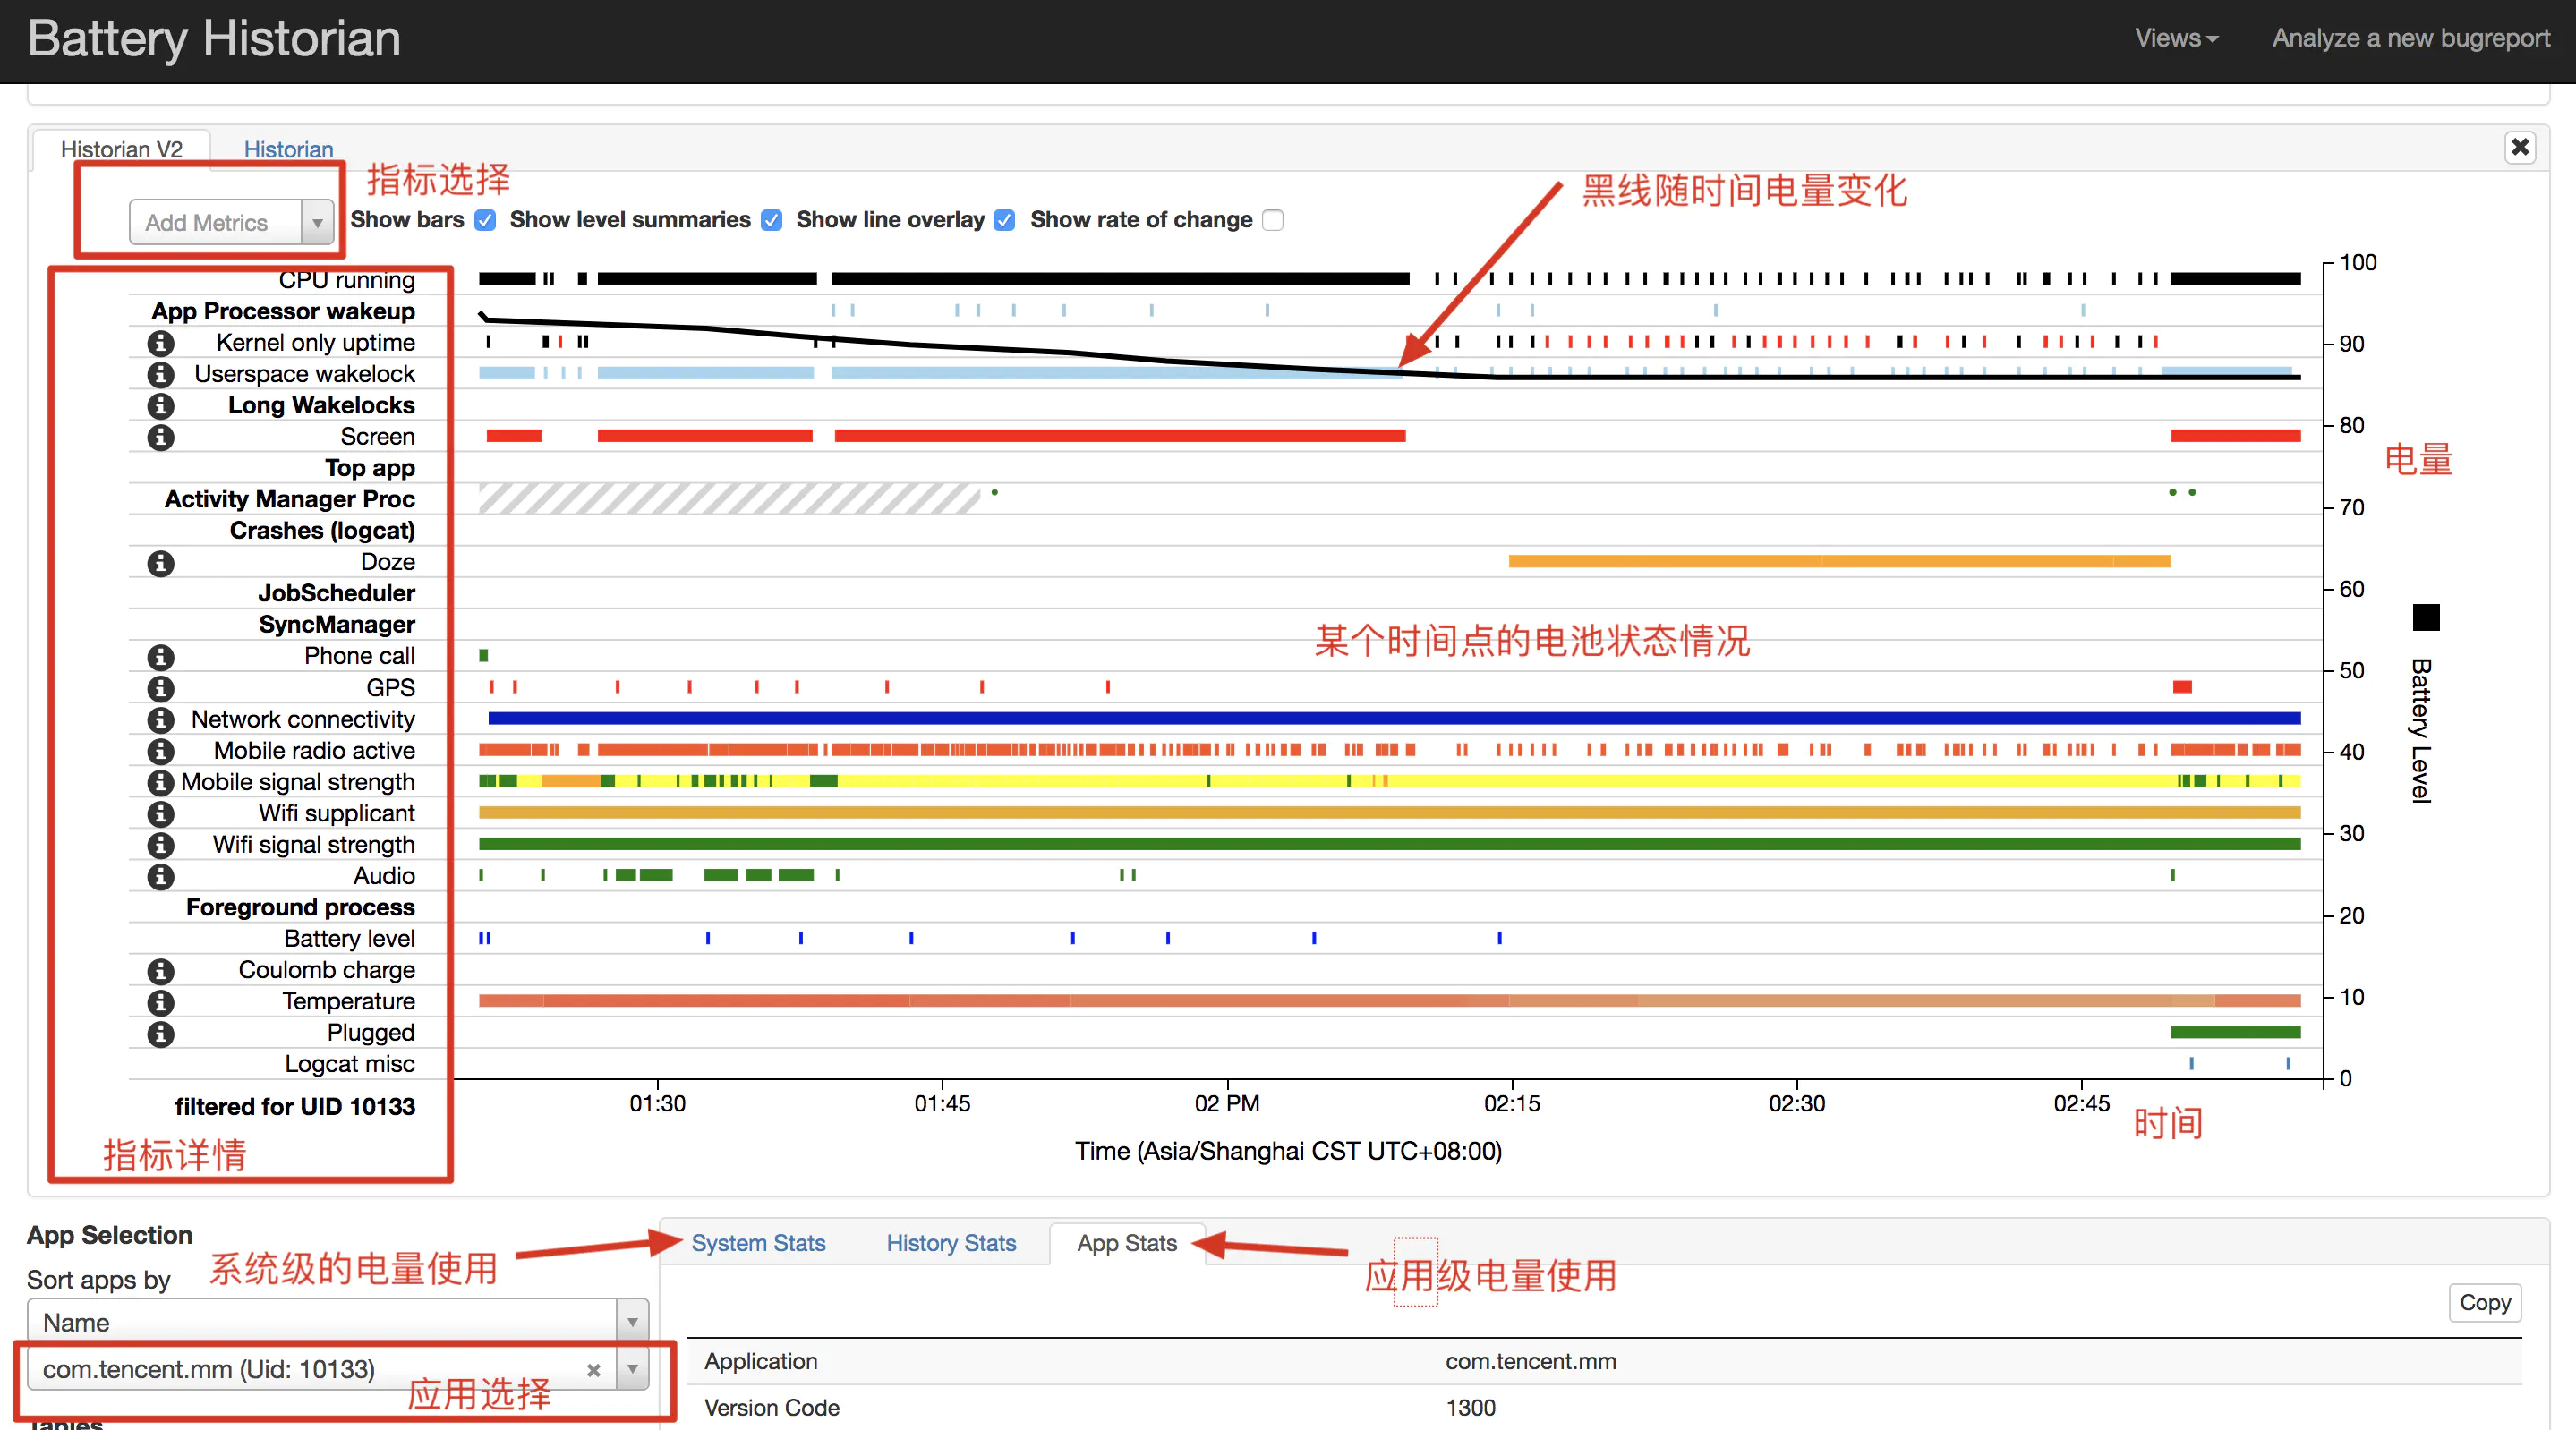 Battery Historian
Views
Analyze a new bugreport
Historian V2
Historian
指标选择
黑线随时间电量变化
Add Metrics
Show bars
Show level summaries
Show line overlay
Show rate of change
CPU running
App Processor wakeup
Kernel only uptime
Userspace wakelock
Long Wakelocks
Screen
Top app
Activity Manager Proc
Crashes (logcat)
Doze
JobScheduler
SyncManager
Phone call
GPS
Network connectivity
Mobile radio active
Mobile signal strength
Wifi supplicant
Wifi signal strength
Audio
Foreground process
Battery level
Coulomb charge
Temperature
Plugged
Logcat misc
filtered for UID 10133
指标详情
某个时间点的电池状态情况
100
90
80
70
60
50
40
30
20
10
0
电量
Battery Level
01:30
01:45
02 PM
02:15
02:30
02:45
时间
Time (Asia/Shanghai CST UTC+08:00)
App Selection
系统级的电量使用
Sort apps by
Name
com.tencent.mm (Uid: 10133)
应用选择
Tables
System Stats
History Stats
App Stats
应用级电量使用
Copy
Application
com.tencent.mm
Version Code
1300